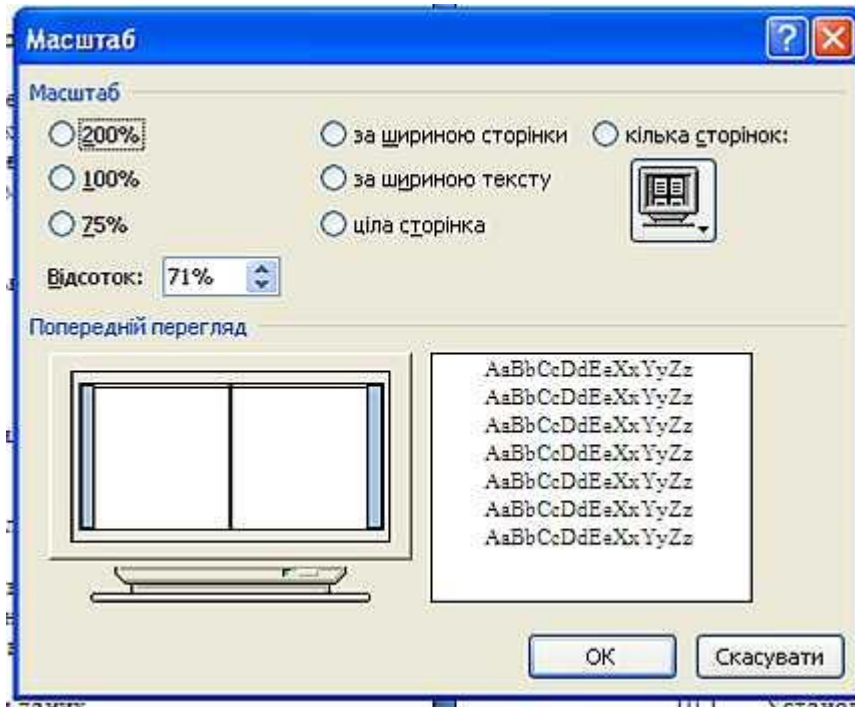 Масштаб
Масштаб
200% за шириною сторінки кілька сторінок:
100% за шириною тексту
75% ціла сторінка
Відсоток: 71%
Попередній перегляд
AaBbCcDdEeXxYyZz
AaBbCcDdEeXxYyZz
AaBbCcDdEeXxYyZz
AaBbCcDdEeXxYyZz
AaBbCcDdEeXxYyZz
AaBbCcDdEeXxYyZz
AaBbCcDdEeXxYyZz
ОК Скасувати